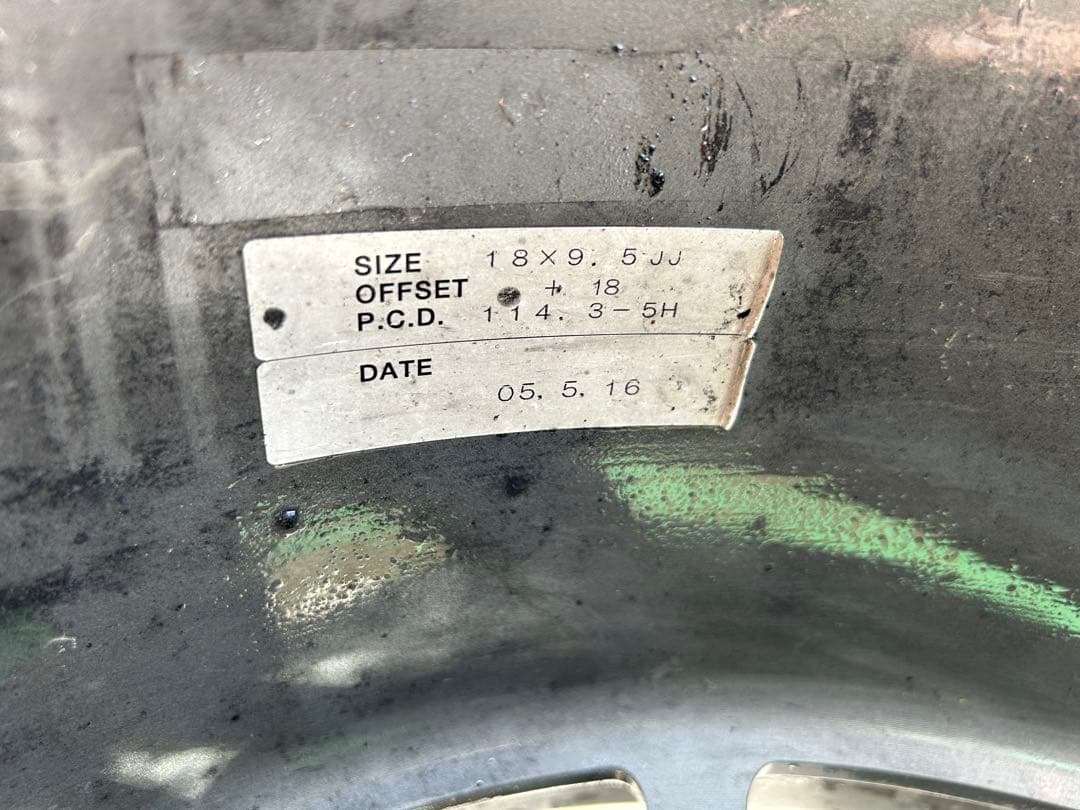 SIZE 18×9.5JJ
OFFSET + 18
P.C.D. 114.3-5H
DATE
05.5.16